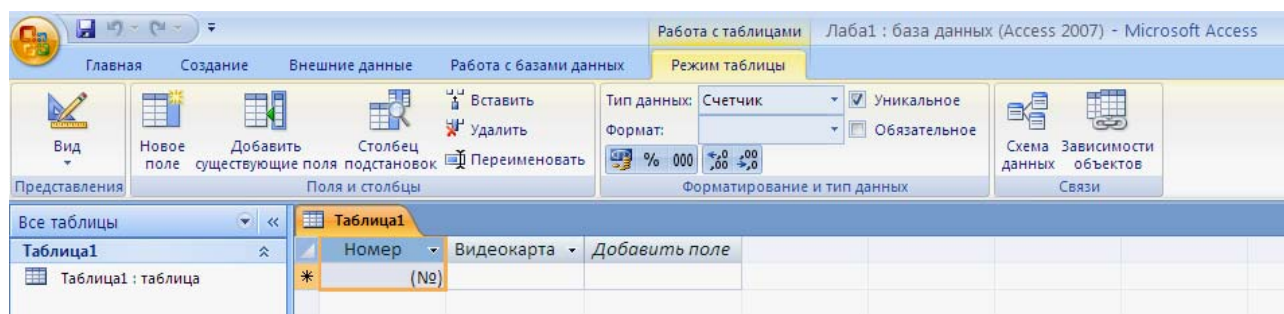 Работа с таблицами Лаба1 : база данных (Access 2007) - Microsoft Access
Главная Создание Внешние данные Работа с базами данных Режим таблицы
Вид
Новое поле
Добавить существующие поля
Столбец подстановок
Вставить
Удалить
Переименовать
Тип данных: Счетчик
Формат:
% 000 ,00 ,0
Уникальное
Обязательное
Схема данных
Зависимости объектов
Представления Поля и столбцы Форматирование и тип данных Связи
Все таблицы «
Таблица1
Таблица1 : таблица
Таблица1
Номер Видеокарта Добавить поле
* (№)